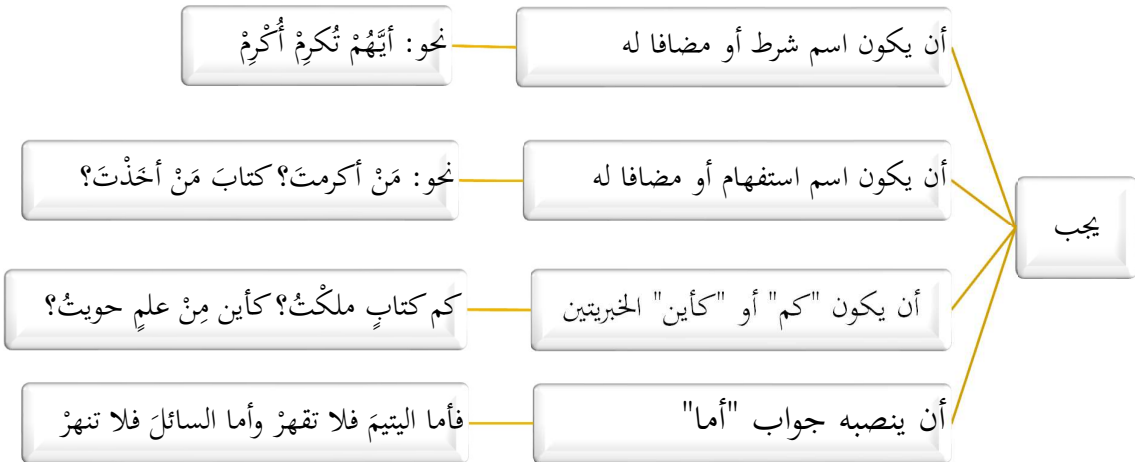 يجب
أن يكون اسم شرط أو مضافا له
نحو: أيَّهُمْ تُكرِمْ أُكْرِمْ
أن يكون اسم استفهام أو مضافا له
نحو: مَنْ أكرمتَ؟ كتابَ مَنْ أخَذْتَ؟
أن يكون "كم" أو "كأين" الخبريتين
كم كتابٍ ملكْتُ؟ كأين مِنْ علمٍ حويتُ؟
أن ينصبه جواب "أما"
فأما اليتيمَ فلا تقهرْ وأما السائلَ فلا تنهرْ